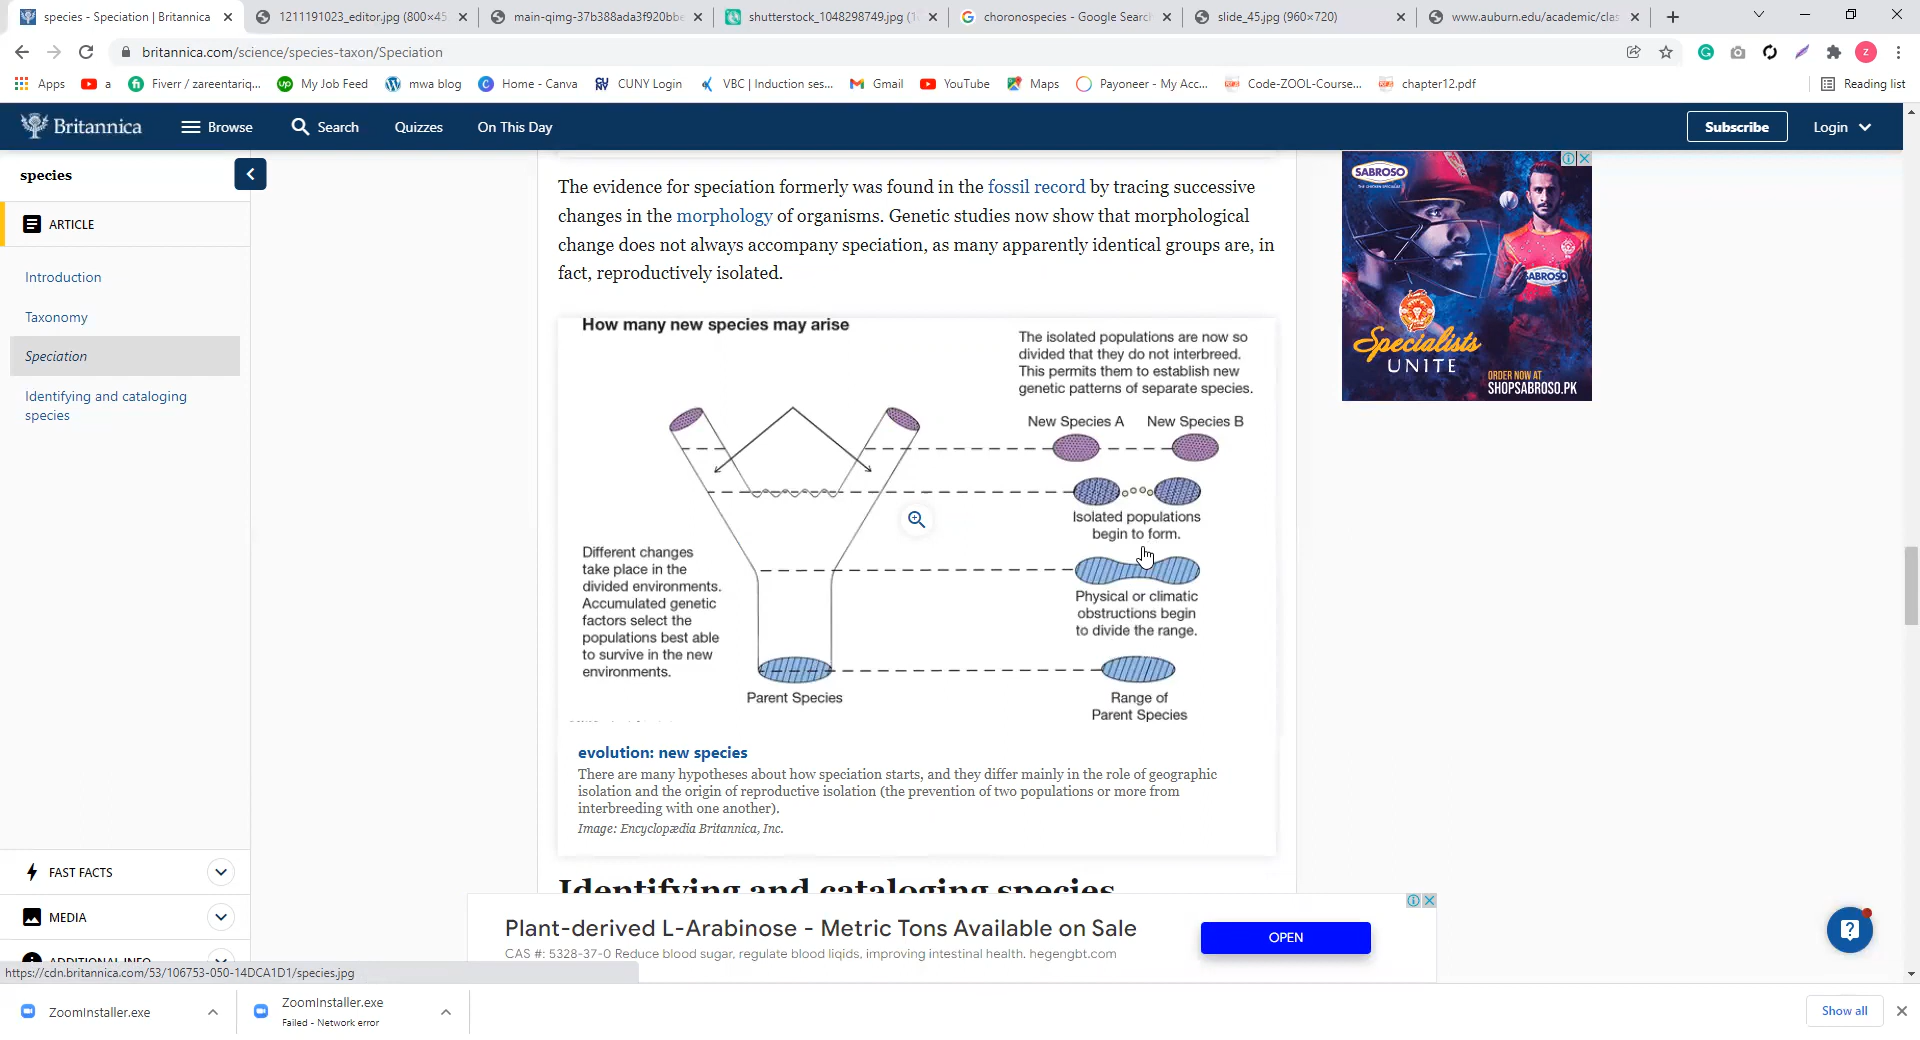 species - Speciation | Britannica
1211191023_editor.jpg (800×45
main-qimg-37b388ada3f920bbe
shutterstock_1048298749.jpg (1
choronospecies - Google Search
slide_45.jpg (960×720)
www.auburn.edu/academic/clas
britannica.com/science/species-taxon/Speciation
z
Apps
a
Fiverr / zareentariq...
My Job Feed
mwa blog
Home - Canva
CUNY Login
VBC | Induction ses...
Gmail
YouTube
Maps
Payoneer - My Acc...
Code-ZOOL-Course...
chapter12.pdf
Reading list
Britannica
Browse
Search
Quizzes
On This Day
Subscribe
Login
species
ARTICLE
Introduction
Taxonomy
Speciation
Identifying and cataloging
species
FAST FACTS
MEDIA
ADDITIONAL INFO
The evidence for speciation formerly was found in the fossil record by tracing successive
changes in the morphology of organisms. Genetic studies now show that morphological
change does not always accompany speciation, as many apparently identical groups are, in
fact, reproductively isolated.
How many new species may arise
The isolated populations are now so
divided that they do not interbreed.
This permits them to establish new
genetic patterns of separate species.
New Species A
New Species B
Isolated populations
begin to form.
Different changes
take place in the
divided environments.
Accumulated genetic
factors select the
populations best able
to survive in the new
environments.
Physical or climatic
obstructions begin
to divide the range.
Parent Species
Range of
Parent Species
evolution: new species
There are many hypotheses about how speciation starts, and they differ mainly in the role of geographic
isolation and the origin of reproductive isolation (the prevention of two populations or more from
interbreeding with one another).
Image: Encyclopædia Britannica, Inc.
Identifying and cataloging species
SABROSO
SABROSO
SABROSO
Specialists
UNITE
ORDER NOW AT
SHOPSABROSO.PK
Plant-derived L-Arabinose - Metric Tons Available on Sale
CAS #: 5328-37-0 Reduce blood sugar, regulate blood liqids, improving intestinal health. hegengbt.com
OPEN
https://cdn.britannica.com/53/106753-050-14DCA1D1/species.jpg
ZoomInstaller.exe
ZoomInstaller.exe
Failed - Network error
Show all